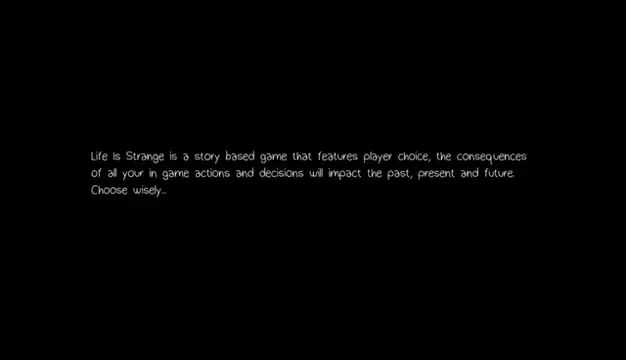 Life Is Strange is a story based game that features player choice, the consequences
of all your in game actions and decisions will impact the past, present and future.
Choose wisely...